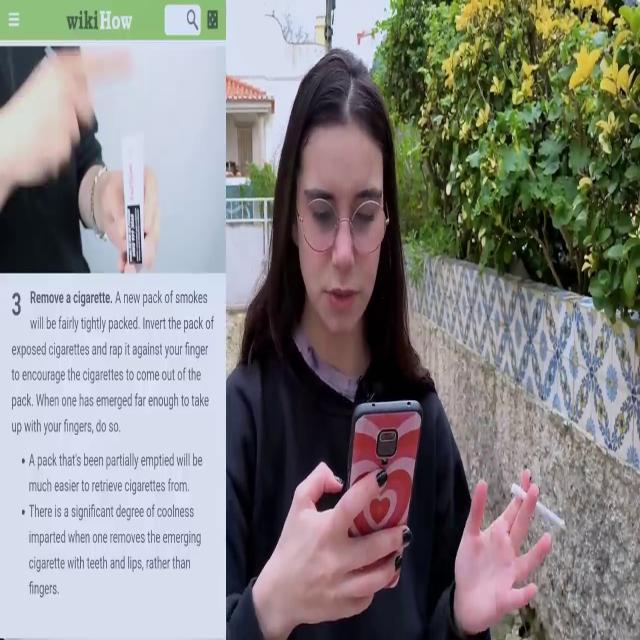 wikiHow
3 Remove a cigarette. A new pack of smokes
will be fairly tightly packed. Invert the pack of
exposed cigarettes and rap it against your finger
to encourage the cigarettes to come out of the
pack. When one has emerged far enough to take
up with your fingers, do so.
• A pack that's been partially emptied will be
much easier to retrieve cigarettes from.
• There is a significant degree of coolness
imparted when one removes the emerging
cigarette with teeth and lips, rather than
fingers.